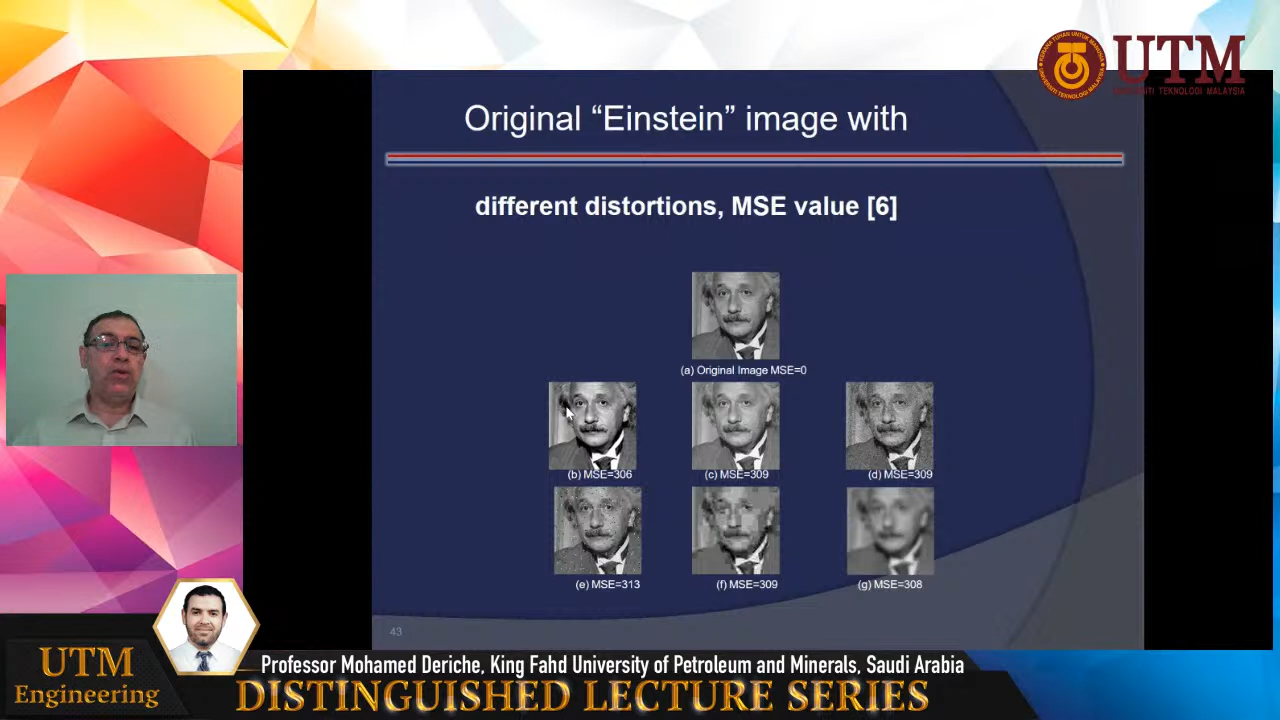 UTM
UNIVERSITI TEKNOLOGI MALAYSIA
Original “Einstein” image with
different distortions, MSE value [6]
(a) Original Image MSE=0
(b) MSE=306
(c) MSE=309
(d) MSE=309
(e) MSE=313
(f) MSE=309
(g) MSE=308
43
UTM
Engineering
Professor Mohamed Deriche, King Fahd University of Petroleum and Minerals, Saudi Arabia
DISTINGUISHED LECTURE SERIES